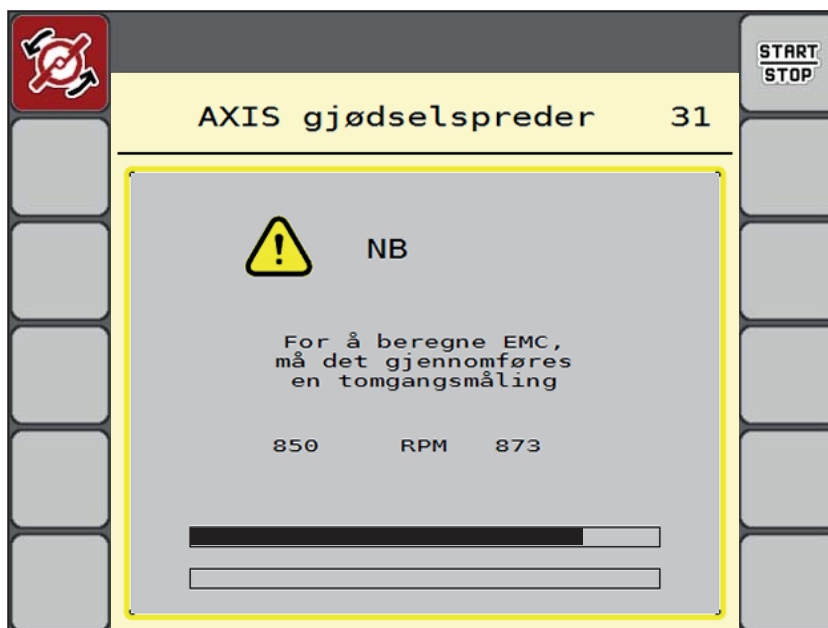 START
STOP
AXIS gjødselspreder 31
NB
For å beregne EMC,
må det gjennomføres
en tomgangsmåling
850 RPM 873